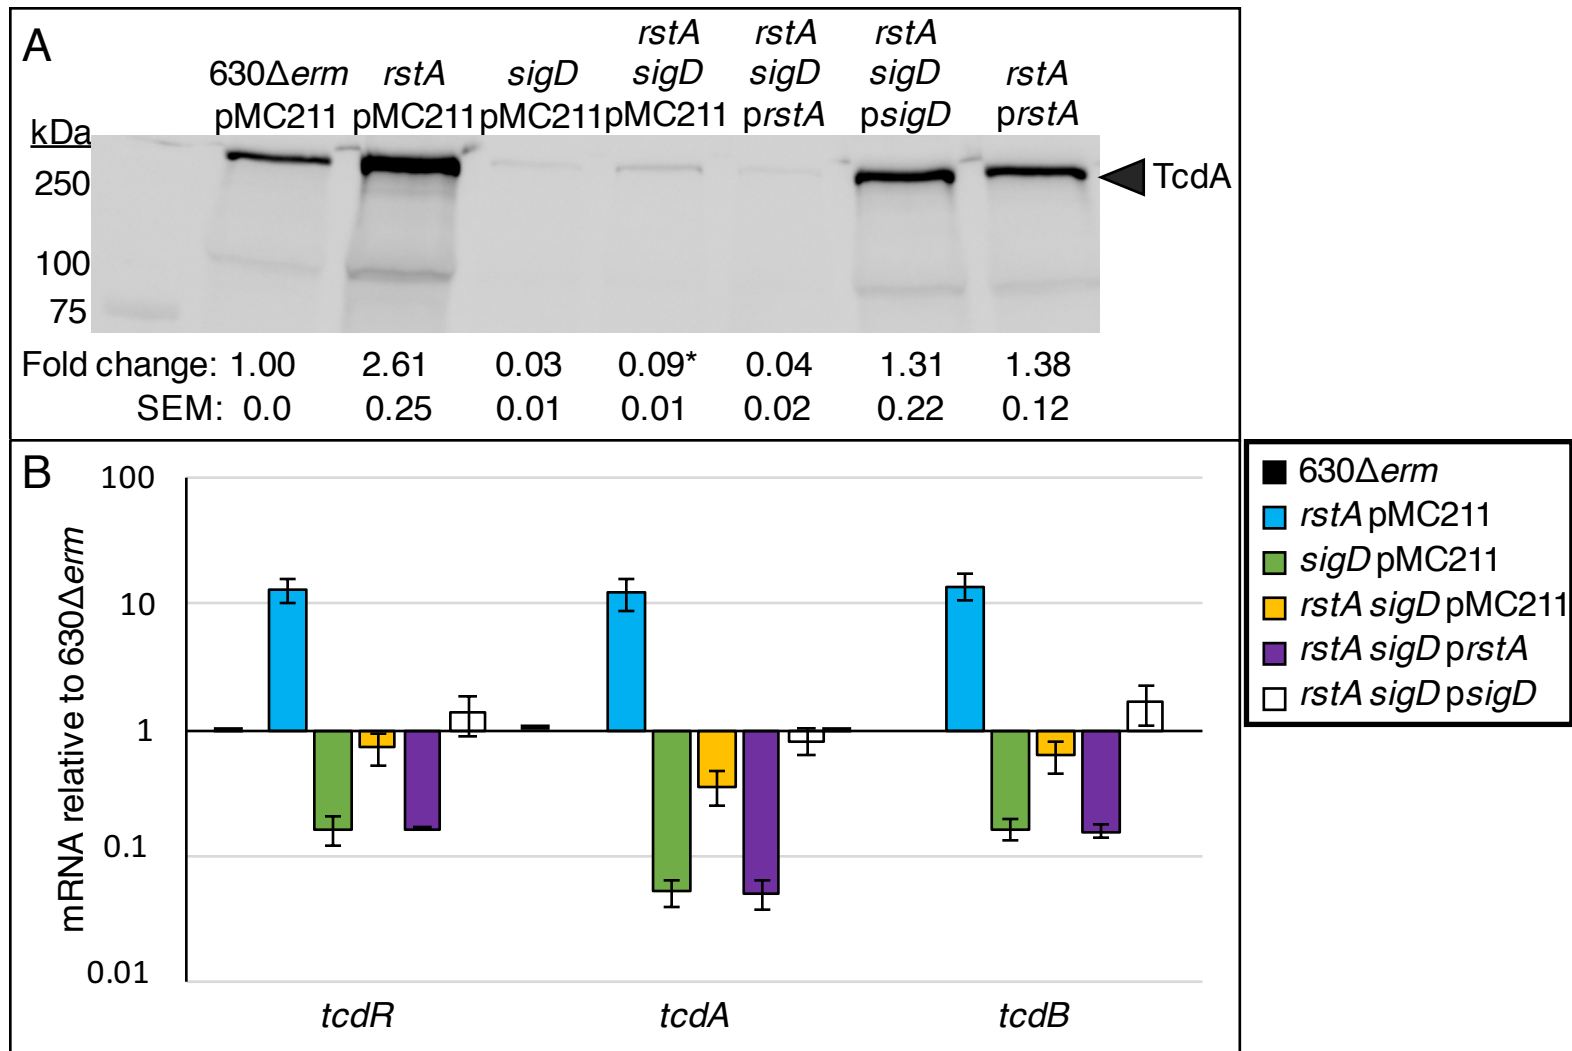 A
630Δerm pMC211
rstA pMC211
sigD pMC211
rstA sigD pMC211
rstA sigD prstA
rstA sigD psigD
rstA prstA
kDa
250
100
75
TcdA
Fold change: 1.00 2.61 0.03 0.09* 0.04 1.31 1.38
SEM: 0.0 0.25 0.01 0.01 0.02 0.22 0.12
B
mRNA relative to 630Δerm
100
10
1
0.1
0.01
tcdR tcdA tcdB
630Δerm
rstA pMC211
sigD pMC211
rstA sigD pMC211
rstA sigD prstA
rstA sigD psigD